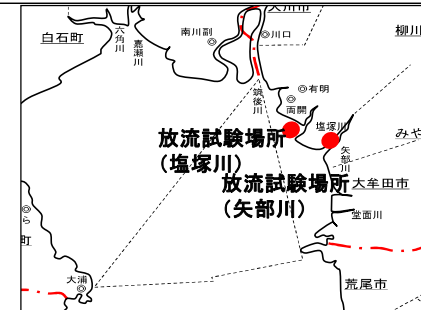 大川市
六角川
嘉瀬川
南川副
川口
柳川
白石町
有明
筑後川
両開
塩塚川
放流試験場所
（塩塚川）
みや
矢部川
放流試験場所
（矢部川）
大牟田市
堂面川
ら
町
大浦
荒尾市